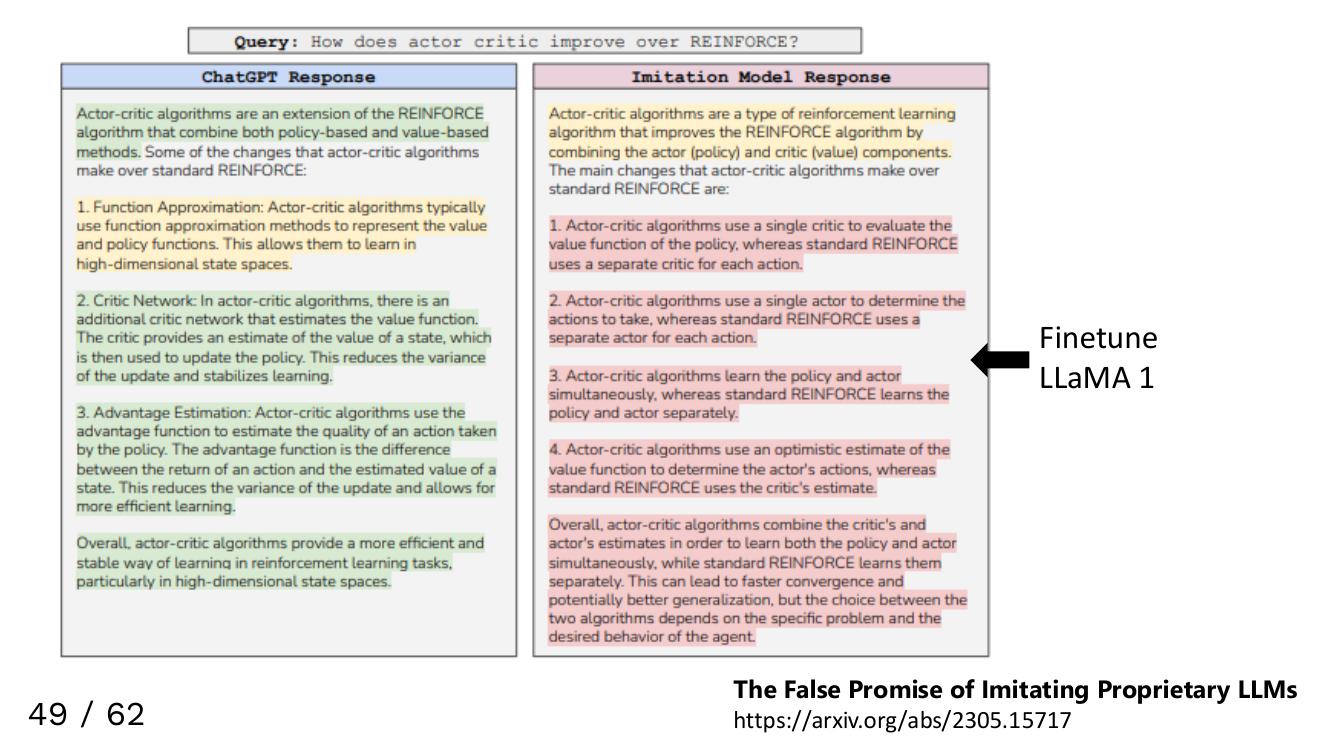 Query: How does actor critic improve over REINFORCE?
ChatGPT Response
Actor-critic algorithms are an extension of the REINFORCE
algorithm that combine both policy-based and value-based
methods. Some of the changes that actor-critic algorithms
make over standard REINFORCE:
1. Function Approximation: Actor-critic algorithms typically
use function approximation methods to represent the value
and policy functions. This allows them to learn in
high-dimensional state spaces.
2. Critic Network: In actor-critic algorithms, there is an
additional critic network that estimates the value function.
The critic provides an estimate of the value of a state, which
is then used to update the policy. This reduces the variance
of the update and stabilizes learning.
3. Advantage Estimation: Actor-critic algorithms use the
advantage function to estimate the quality of an action taken
by the policy. The advantage function is the difference
between the return of an action and the estimated value of a
state. This reduces the variance of the update and allows for
more efficient learning.
Overall, actor-critic algorithms provide a more efficient and
stable way of learning in reinforcement learning tasks,
particularly in high-dimensional state spaces.
Imitation Model Response
Actor-critic algorithms are a type of reinforcement learning
algorithm that improves the REINFORCE algorithm by
combining the actor (policy) and critic (value) components.
The main changes that actor-critic algorithms make over
standard REINFORCE are:
1. Actor-critic algorithms use a single critic to evaluate the
value function of the policy, whereas standard REINFORCE
uses a separate critic for each action.
2. Actor-critic algorithms use a single actor to determine the
actions to take, whereas standard REINFORCE uses a
separate actor for each action.
3. Actor-critic algorithms learn the policy and actor
simultaneously, whereas standard REINFORCE learns the
policy and actor separately.
4. Actor-critic algorithms use an optimistic estimate of the
value function to determine the actor's actions, whereas
standard REINFORCE uses the critic's estimate.
Overall, actor-critic algorithms combine the critic's and
actor's estimates in order to learn both the policy and actor
simultaneously, while standard REINFORCE learns them
separately. This can lead to faster convergence and
potentially better generalization, but the choice between the
two algorithms depends on the specific problem and the
desired behavior of the agent.
Finetune
LLaMA 1
The False Promise of Imitating Proprietary LLMs
https://arxiv.org/abs/2305.15717
49 / 62